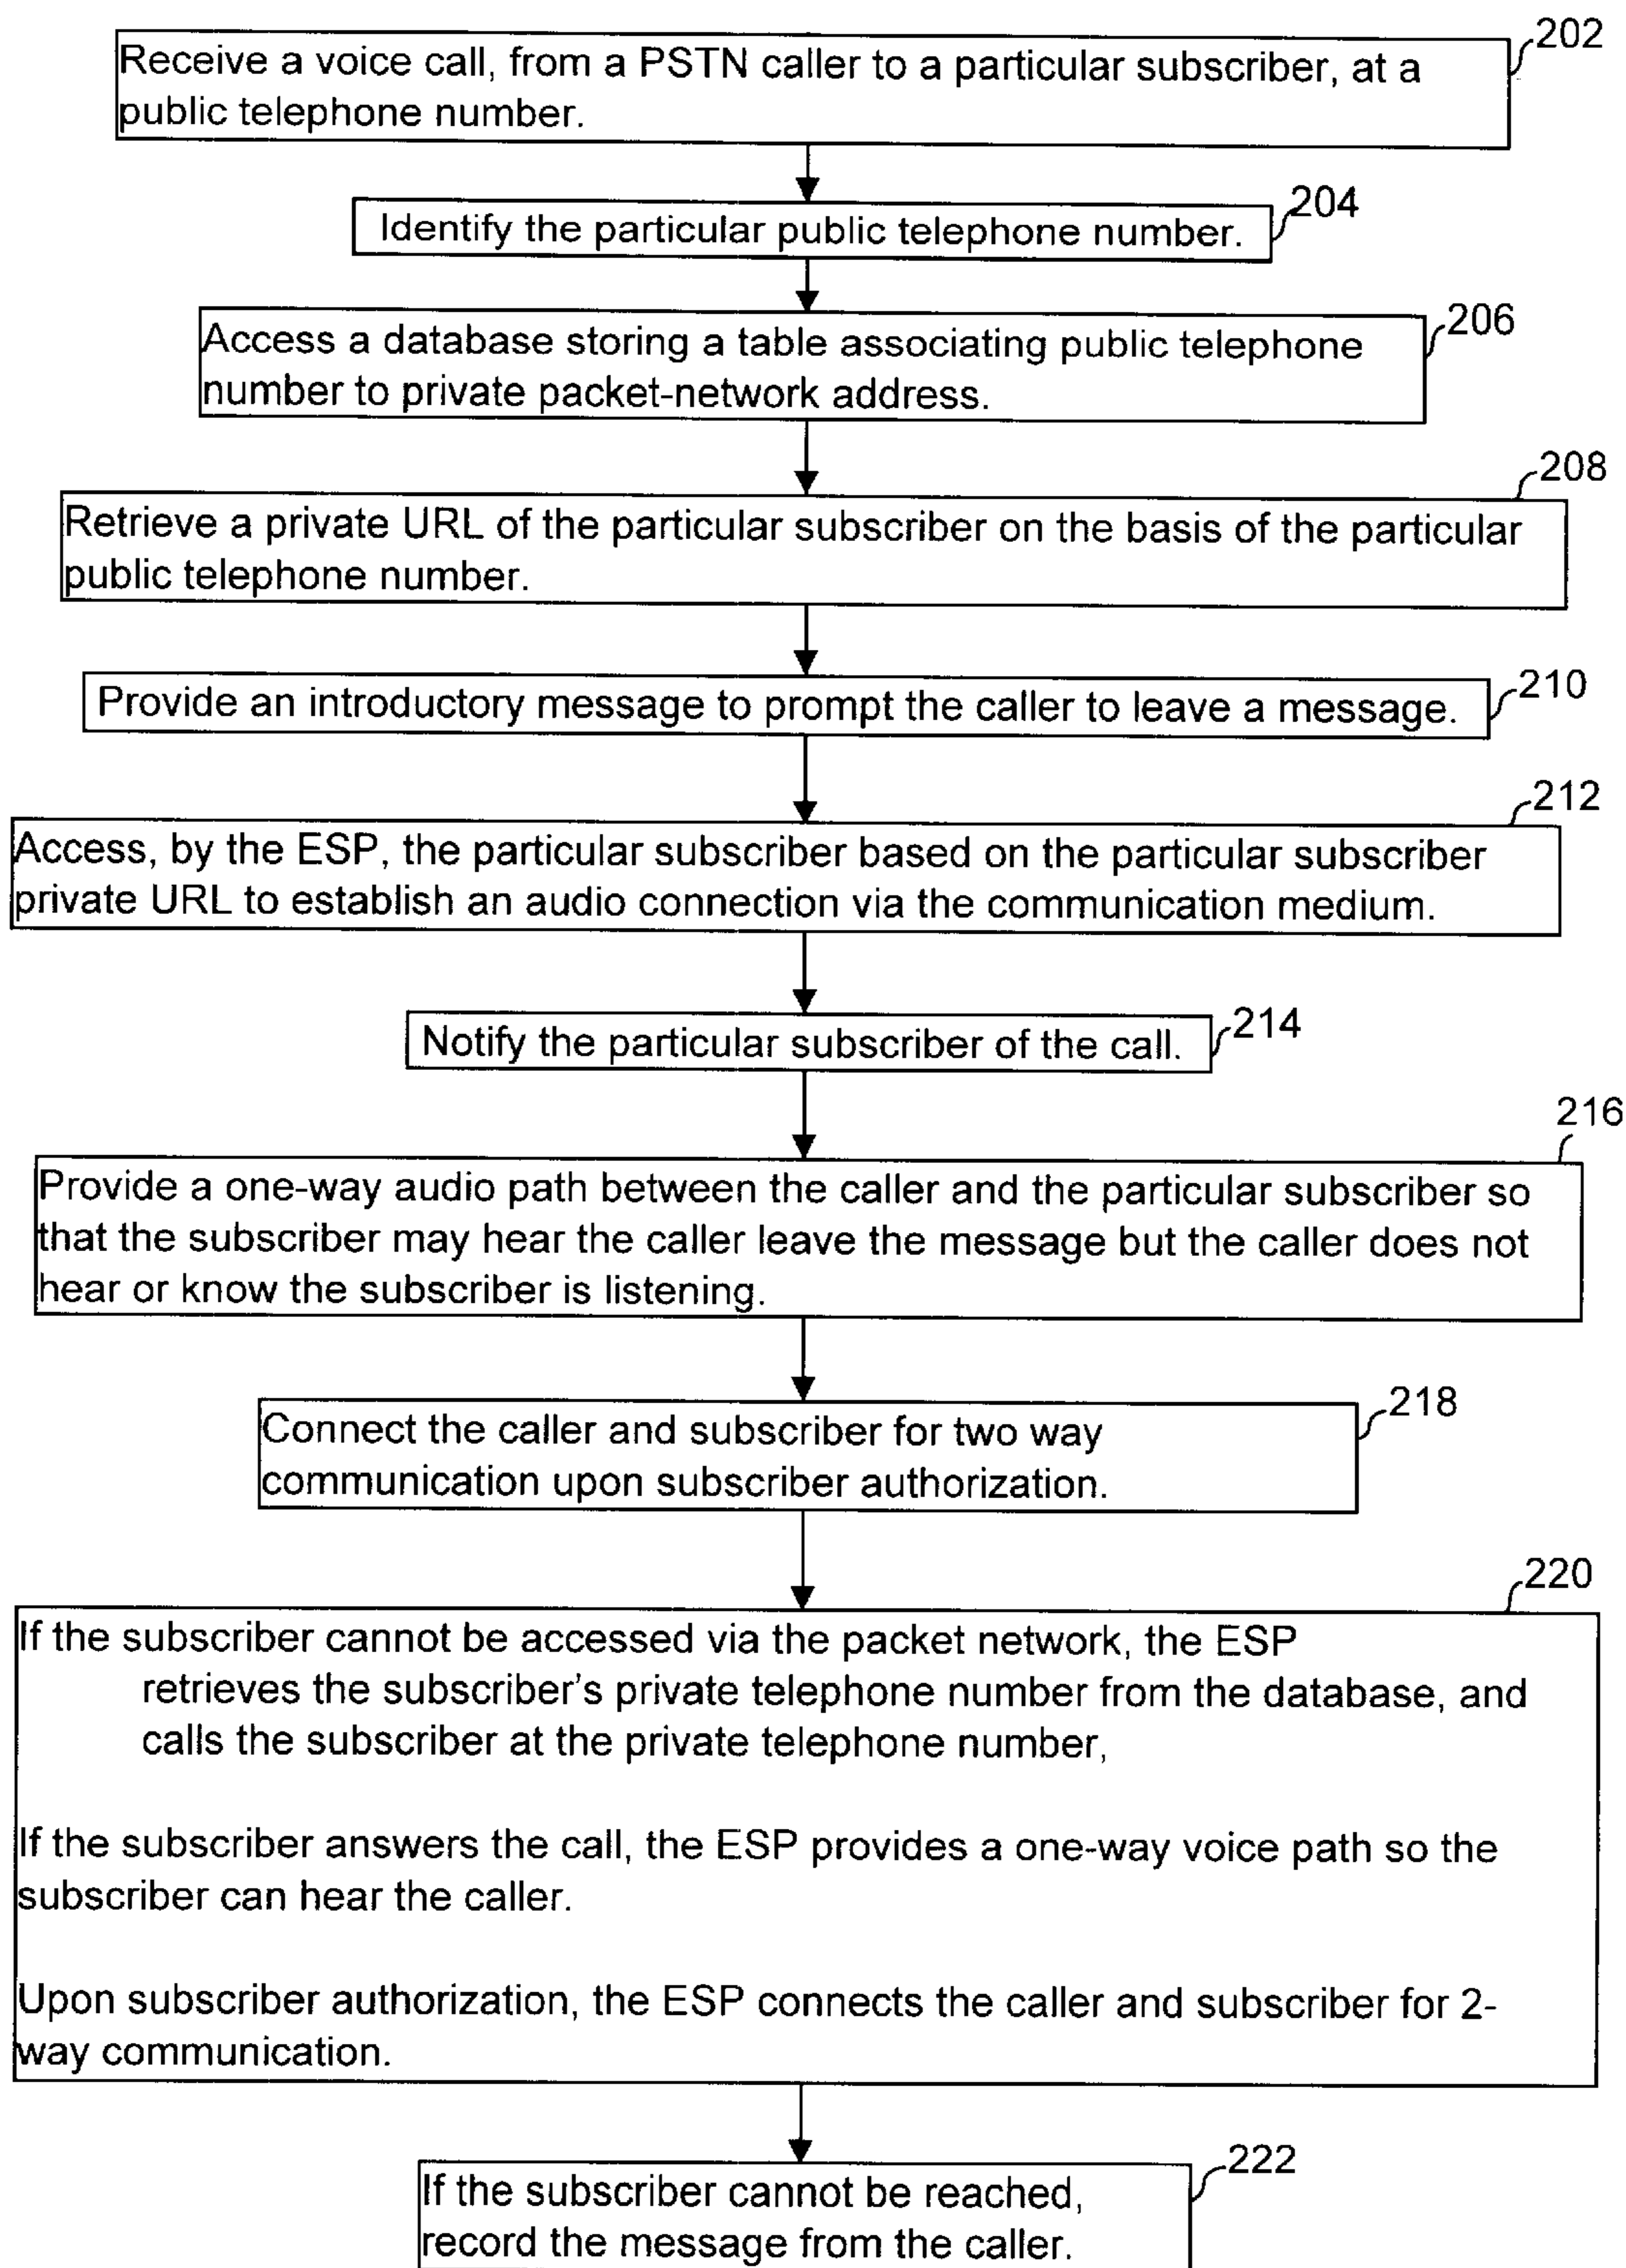 202
Receive a voice call, from a PSTN caller to a particular subscriber, at a
public telephone number.
204
Identify the particular public telephone number.
206
Access a database storing a table associating public telephone
number to private packet-network address.
208
Retrieve a private URL of the particular subscriber on the basis of the particular
public telephone number.
210
Provide an introductory message to prompt the caller to leave a message.
212
Access, by the ESP, the particular subscriber based on the particular subscriber
private URL to establish an audio connection via the communication medium.
214
Notify the particular subscriber of the call.
216
Provide a one-way audio path between the caller and the particular subscriber so
that the subscriber may hear the caller leave the message but the caller does not
hear or know the subscriber is listening.
218
Connect the caller and subscriber for two way
communication upon subscriber authorization.
220
If the subscriber cannot be accessed via the packet network, the ESP
retrieves the subscriber's private telephone number from the database, and
calls the subscriber at the private telephone number,
If the subscriber answers the call, the ESP provides a one-way voice path so the
subscriber can hear the caller.
Upon subscriber authorization, the ESP connects the caller and subscriber for 2-
way communication.
222
If the subscriber cannot be reached,
record the message from the caller.